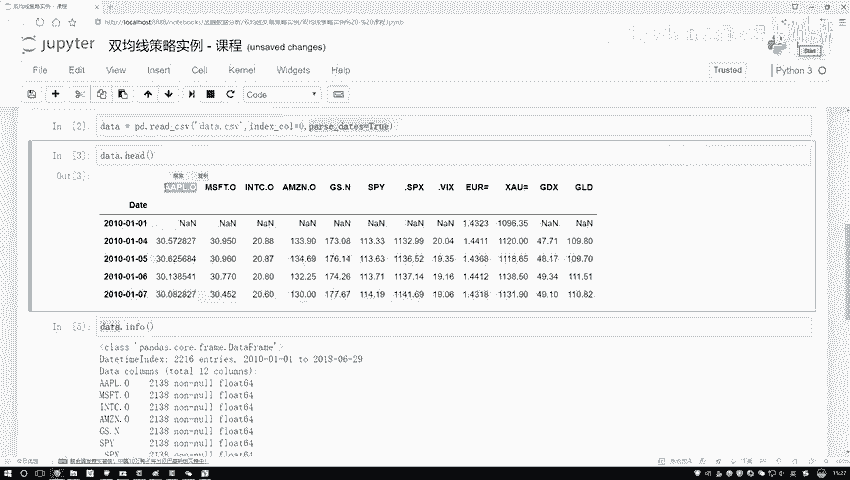 双均线策略实例 - 课程
jupyter 双均线策略实例 - 课程 (unsaved changes)
File Edit View Insert Cell Kernel Widgets Help
Trusted Python 3
Code
In [2]: data = pd.read_csv('data.csv',index_col=0,parse_dates=True)
In [3]: data.head()
Out[3]:
AAPL.O MSFT.O INTC.O AMZN.O GS.N SPY .SPX .VIX EUR= XAU= GDX GLD
Date
2010-01-01 NaN NaN NaN NaN NaN NaN NaN NaN 1.4323 1096.35 NaN NaN
2010-01-04 30.572827 30.950 20.88 133.90 173.08 113.33 1132.99 20.04 1.4411 1120.00 47.71 109.80
2010-01-05 30.625684 30.960 20.87 134.69 176.14 113.63 1136.52 19.35 1.4368 1118.65 48.17 109.70
2010-01-06 30.138541 30.770 20.80 132.25 174.26 113.71 1137.14 19.16 1.4412 1138.50 49.34 111.51
2010-01-07 30.082827 30.452 20.60 130.00 177.67 114.19 1141.69 19.06 1.4318 1131.90 49.10 110.82
In [5]: data.info()
<class 'pandas.core.frame.DataFrame'>
DatetimeIndex: 2216 entries, 2010-01-01 to 2018-06-29
Data columns (total 12 columns):
AAPL.O 2138 non-null float64
MSFT.O 2138 non-null float64
INTC.O 2138 non-null float64
AMZN.O 2138 non-null float64
GS.N 2138 non-null float64
SPY 2138 non-null float64
.SPX 2138 non-null float64